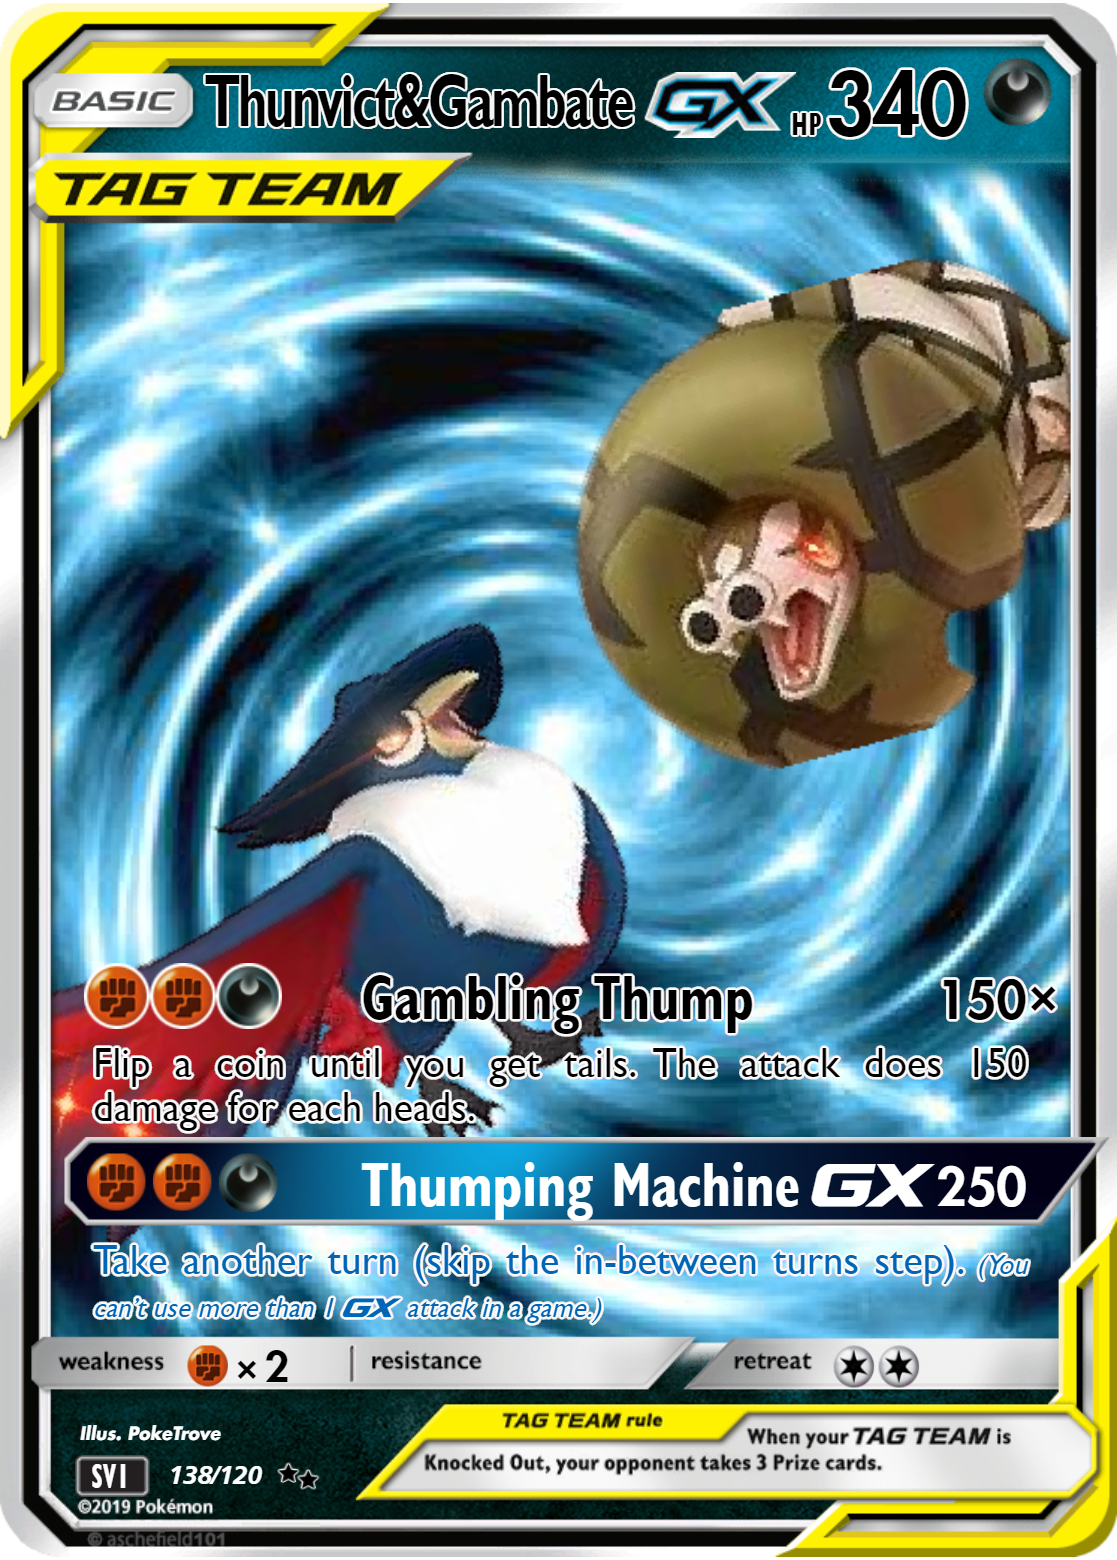 BASIC Thunvict&Gambate GX HP 340
TAG TEAM
Gambling Thump 150×
Flip a coin until you get tails. The attack does 150
damage for each heads.
Thumping Machine GX 250
Take another turn (skip the in-between turns step). (You
can't use more than 1 GX attack in a game.)
weakness × 2 resistance retreat
Illus. PokeTrove
TAG TEAM rule
When your TAG TEAM is
Knocked Out, your opponent takes 3 Prize cards.
SVI 138/120
©2019 Pokémon
© aschefield101